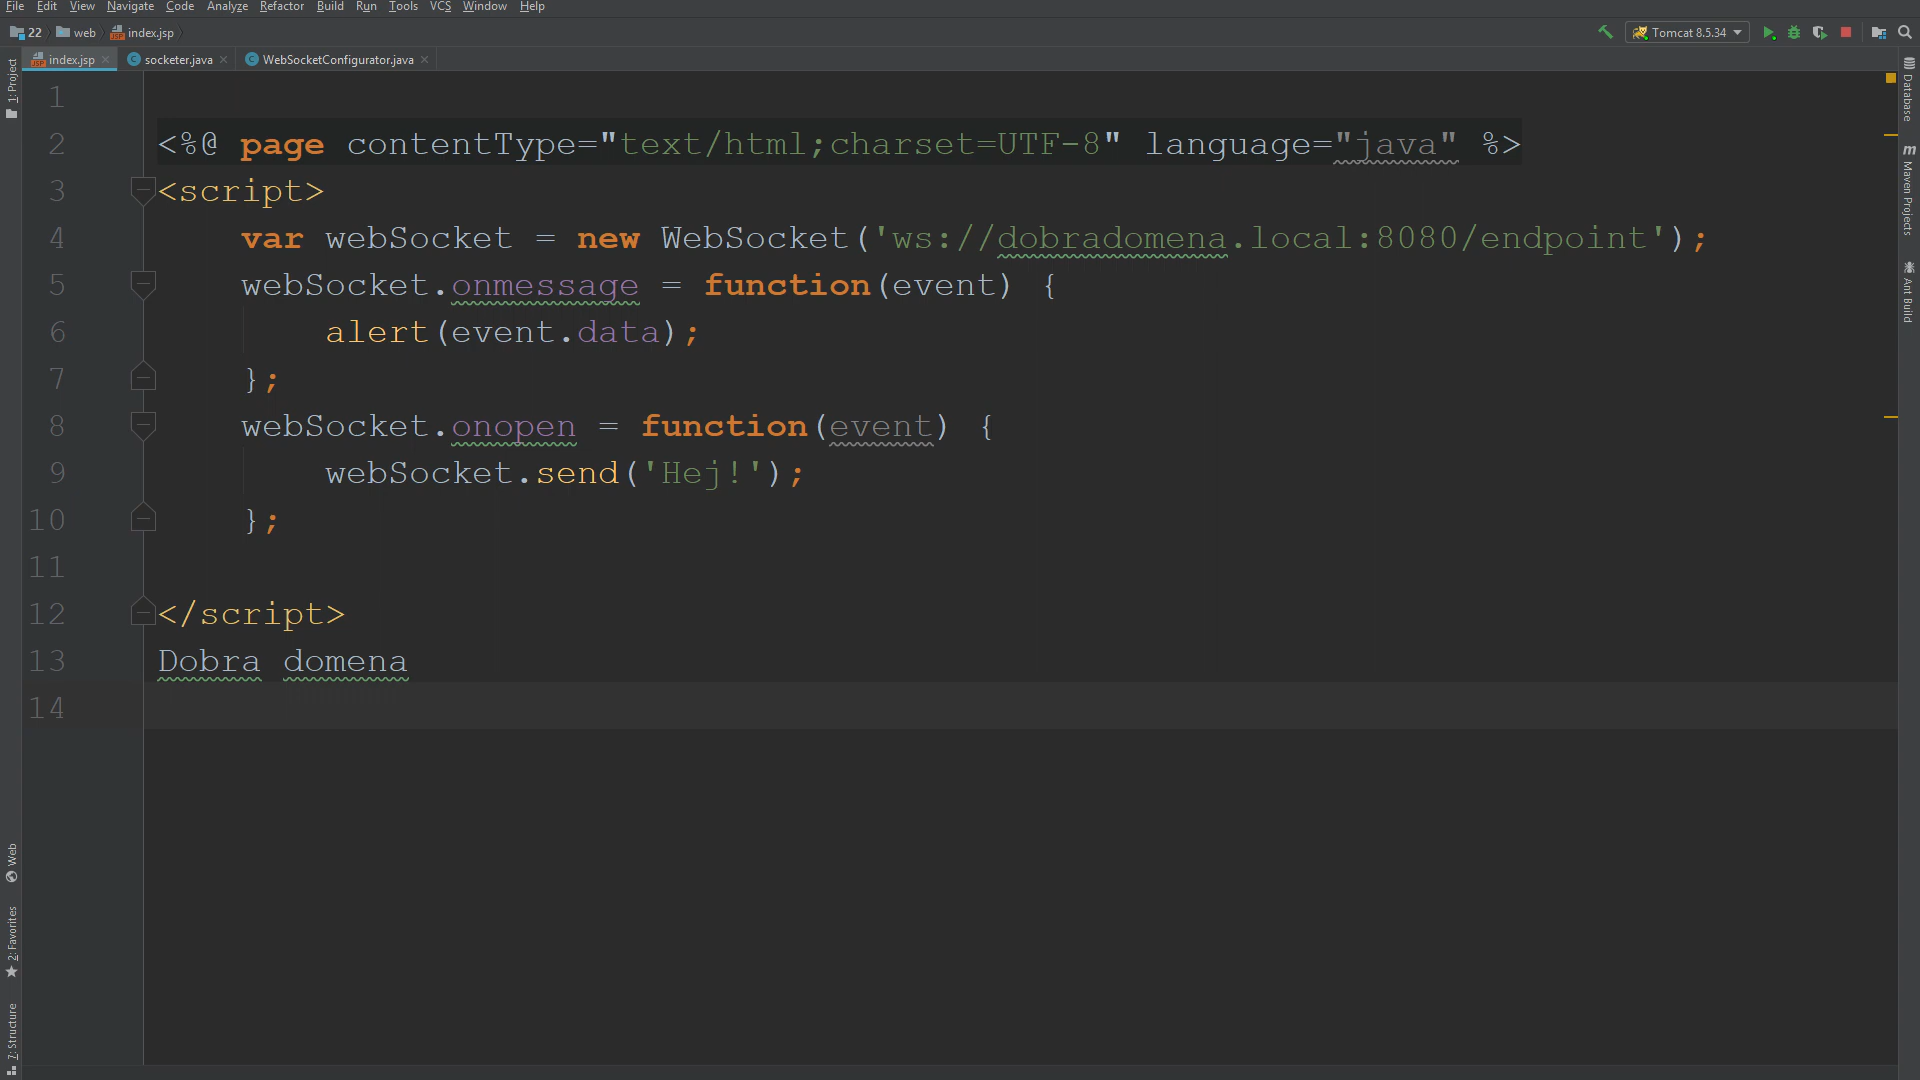 File Edit View Navigate Code Analyze Refactor Build Run Tools VCS Window Help
22 web index.jsp Tomcat 8.5.34
index.jsp socketer.java WebSocketConfigurator.java
1: Project
Web
2: Favorites
7: Structure
1
2 <%@ page contentType="text/html;charset=UTF-8" language="java" %>
3 <script>
4 var webSocket = new WebSocket('ws://dobradomena.local:8080/endpoint');
5 webSocket.onmessage = function(event) {
6 alert(event.data);
7 };
8 webSocket.onopen = function(event) {
9 webSocket.send('Hej!');
10 };
11
12 </script>
13 Dobra domena
14
Database
Maven Projects
Ant Build